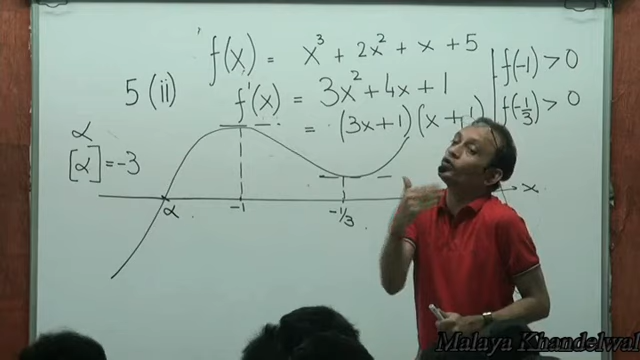 f(x) = x³ + 2x² + x + 5
5 (ii)
f'(x) = 3x² + 4x + 1
= (3x+1)(x+1)
f(-1) > 0
f(-1/3) > 0
α
[α] = -3
α
-1
-1/3
x
Malaya Khandelwal